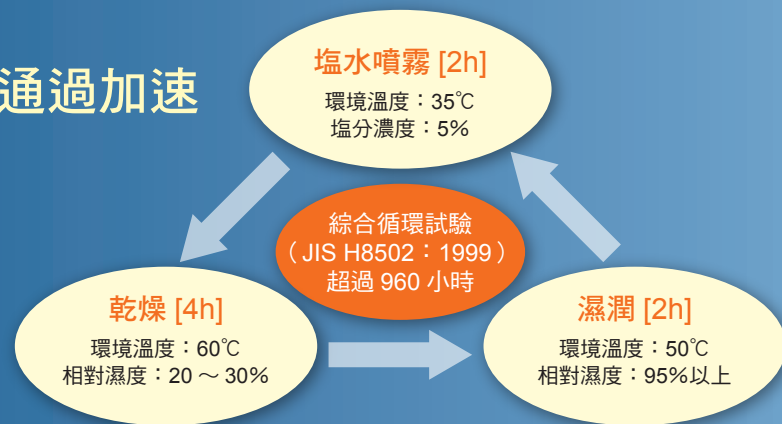 通過加速
塩水噴霧 [2h]
環境溫度：35℃
塩分濃度：5%
綜合循環試驗
（JIS H8502：1999）
超過 960 小時
乾燥 [4h]
環境溫度：60℃
相對濕度：20 ～ 30%
濕潤 [2h]
環境溫度：50℃
相對濕度：95%以上